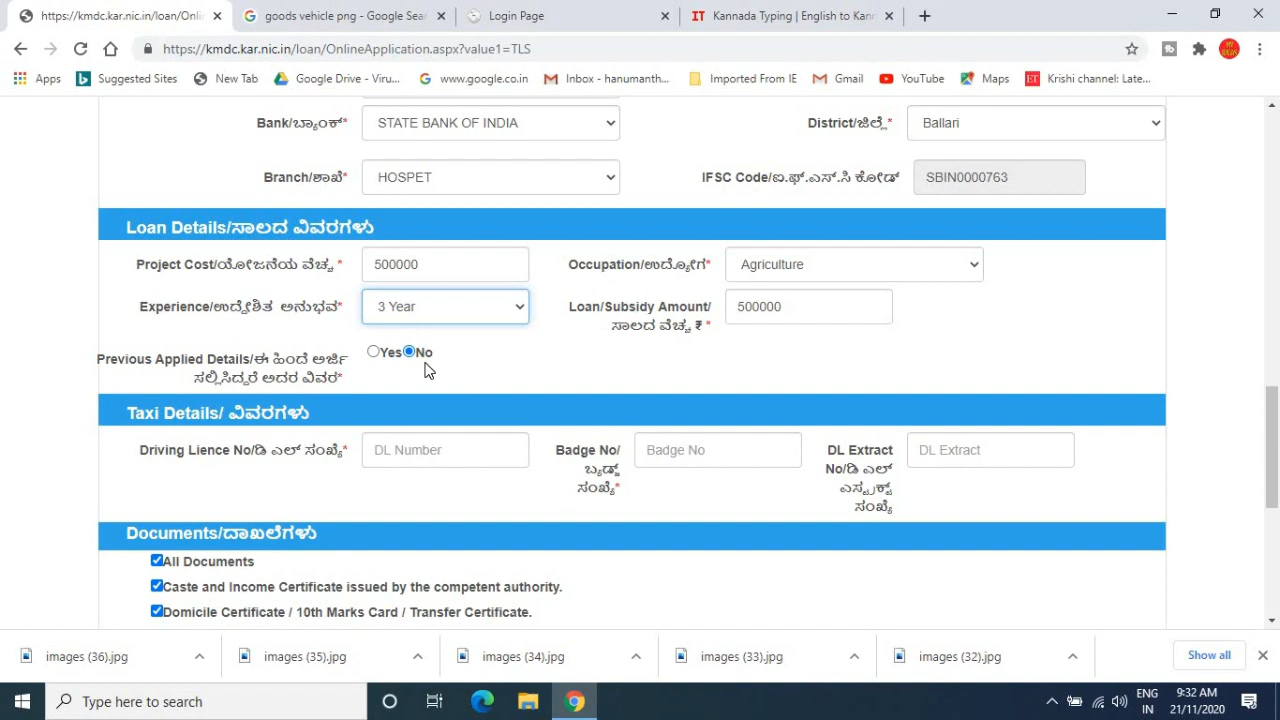 https://kmdc.kar.nic.in/loan/Onli
goods vehicle png - Google Sear
Login Page
IT Kannada Typing | English to Kann
https://kmdc.kar.nic.in/loan/OnlineApplication.aspx?value1=TLS
Apps
Suggested Sites
New Tab
Google Drive - Viru...
www.google.co.in
Inbox - hanumanth...
Imported From IE
Gmail
YouTube
Maps
ET Krishi channel: Late...
Bank/ಬ್ಯಾಂಕ್* STATE BANK OF INDIA District/ಜಿಲ್ಲೆ* Ballari
Branch/ಶಾಖೆ* HOSPET IFSC Code/ಐ.ಫ್.ಎಸ್.ಸಿ ಕೋಡ್ SBIN0000763
Loan Details/ಸಾಲದ ವಿವರಗಳು
Project Cost/ಯೋಜನೆಯ ವೆಚ್ಚ * 500000 Occupation/ಉದ್ಯೋಗ* Agriculture
Experience/ಉದ್ದೇಶಿತ ಅನುಭವ* 3 Year Loan/Subsidy Amount/ 500000
ಸಾಲದ ವೆಚ್ಚ ₹ *
Previous Applied Details/ಈ ಹಿಂದೆ ಅರ್ಜಿ Yes No
ಸಲ್ಲಿಸಿದ್ದರೆ ಅದರ ವಿವರ*
Taxi Details/ ವಿವರಗಳು
Driving Lience No/ಡಿ ಎಲ್ ಸಂಖ್ಯೆ* DL Number Badge No/ Badge No DL Extract DL Extract
ಬ್ಯಾಡ್ಜ್ No/ಡಿ ಎಲ್
ಸಂಖ್ಯೆ* ಎಸ್ಟ್ರಕ್ಟ್
ಸಂಖ್ಯೆ
Documents/ದಾಖಲೆಗಳು
All Documents
Caste and Income Certificate issued by the competent authority.
Domicile Certificate / 10th Marks Card / Transfer Certificate.
images (36).jpg images (35).jpg images (34).jpg images (33).jpg images (32).jpg Show all
Type here to search
ENG 9:32 AM
IN 21/11/2020